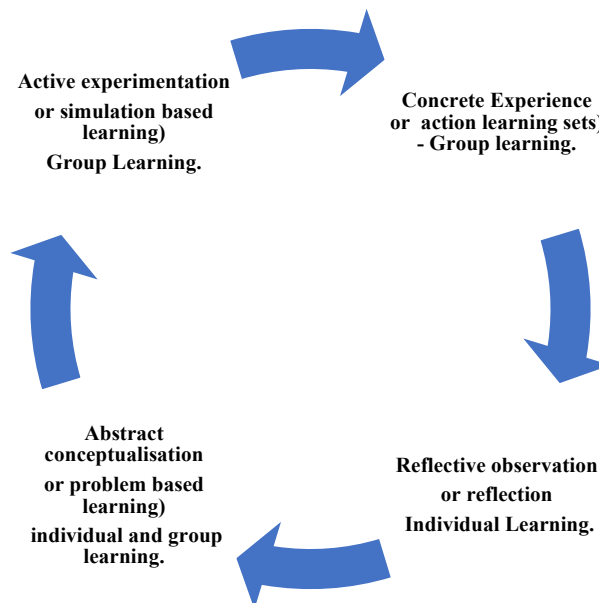 Active experimentation
or simulation based
learning)
Group Learning.
Concrete Experience
or action learning sets)
- Group learning.
Abstract
conceptualisation
or problem based
learning)
individual and group
learning.
Reflective observation
or reflection
Individual Learning.